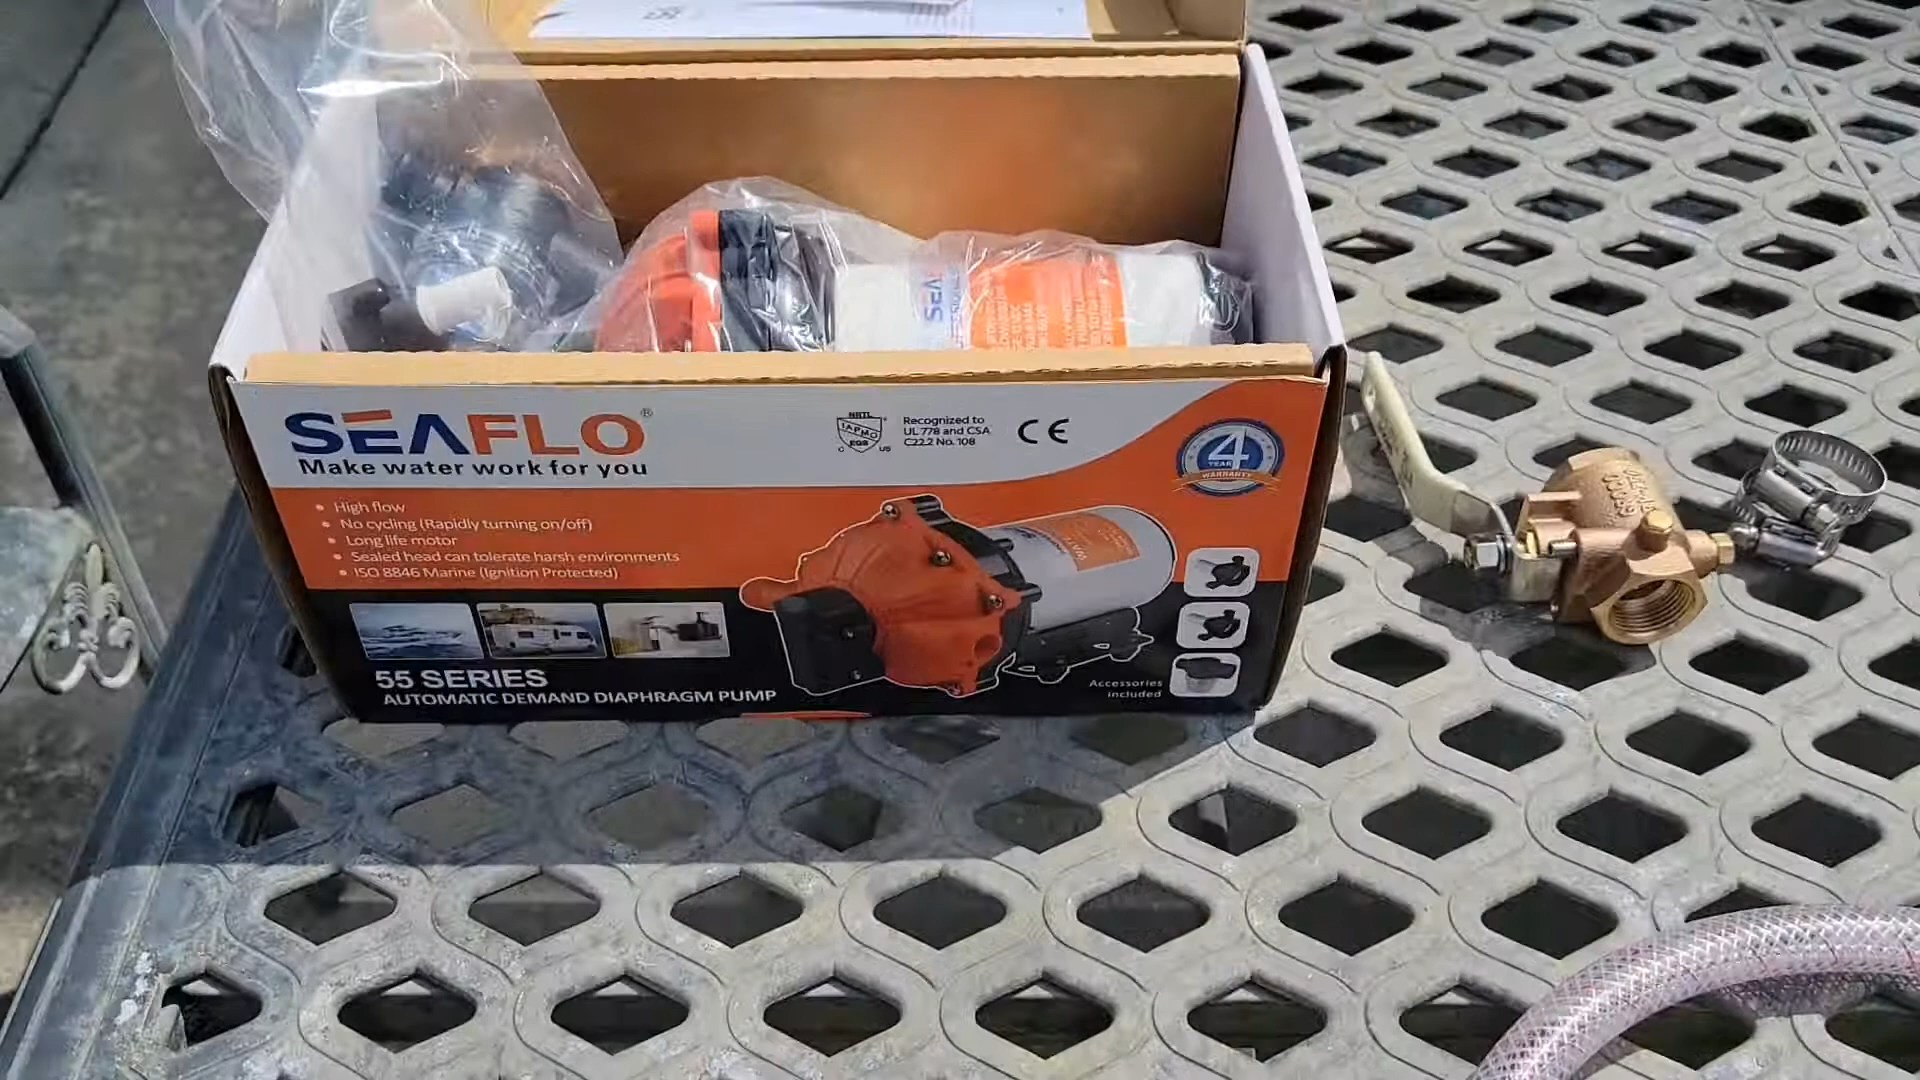 SEAFLO®
Make water work for you
NRTL
IAPMO
EGS
C US
Recognized to
UL 778 and CSA
C22.2 No. 108
CE
4
YEAR
WARRANTY
• High flow
• No cycling (Rapidly turning on/off)
• Long life motor
• Sealed head can tolerate harsh environments
• ISO 8846 Marine (Ignition Protected)
55 SERIES
AUTOMATIC DEMAND DIAPHRAGM PUMP
Accessories
included